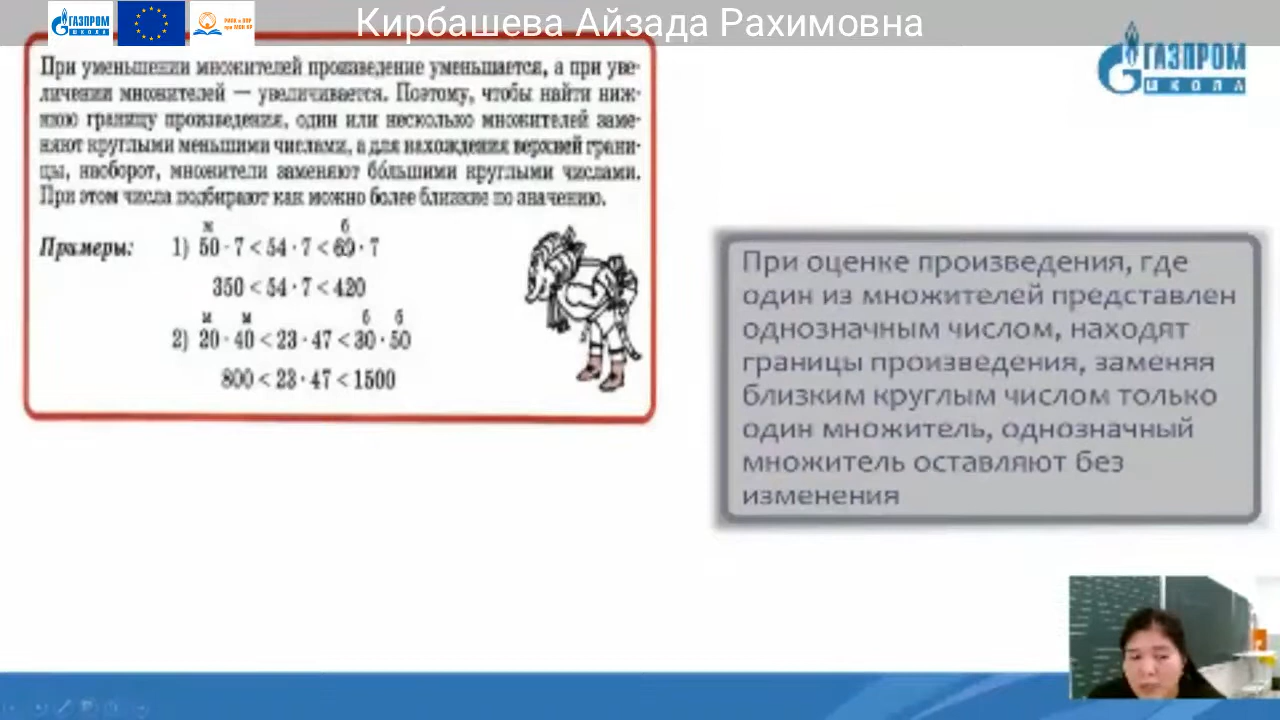 ГАЗПРОМ
ШКОЛА
Кирбашева Айзада Рахимовна
ГАЗПРОМ
ШКОЛА
При уменьшении множителей произведение уменьшается, а при уве-
личении множителей — увеличивается. Поэтому, чтобы найти ниж-
нюю границу произведения, один или несколько множителей заме-
няют круглыми меньшими числами, а для нахождения верхней грани-
цы, наоборот, множители заменяют бо́льшими круглыми числами.
При этом числа подбирают как можно более близкие по значению.
м б
Примеры: 1) 50 · 7 < 54 · 7 < 60 · 7
350 < 54 · 7 < 420
м м б б
2) 20 · 40 < 23 · 47 < 30 · 50
800 < 23 · 47 < 1500
При оценке произведения, где
один из множителей представлен
однозначным числом, находят
границы произведения, заменяя
близким круглым числом только
один множитель, однозначный
множитель оставляют без
изменения